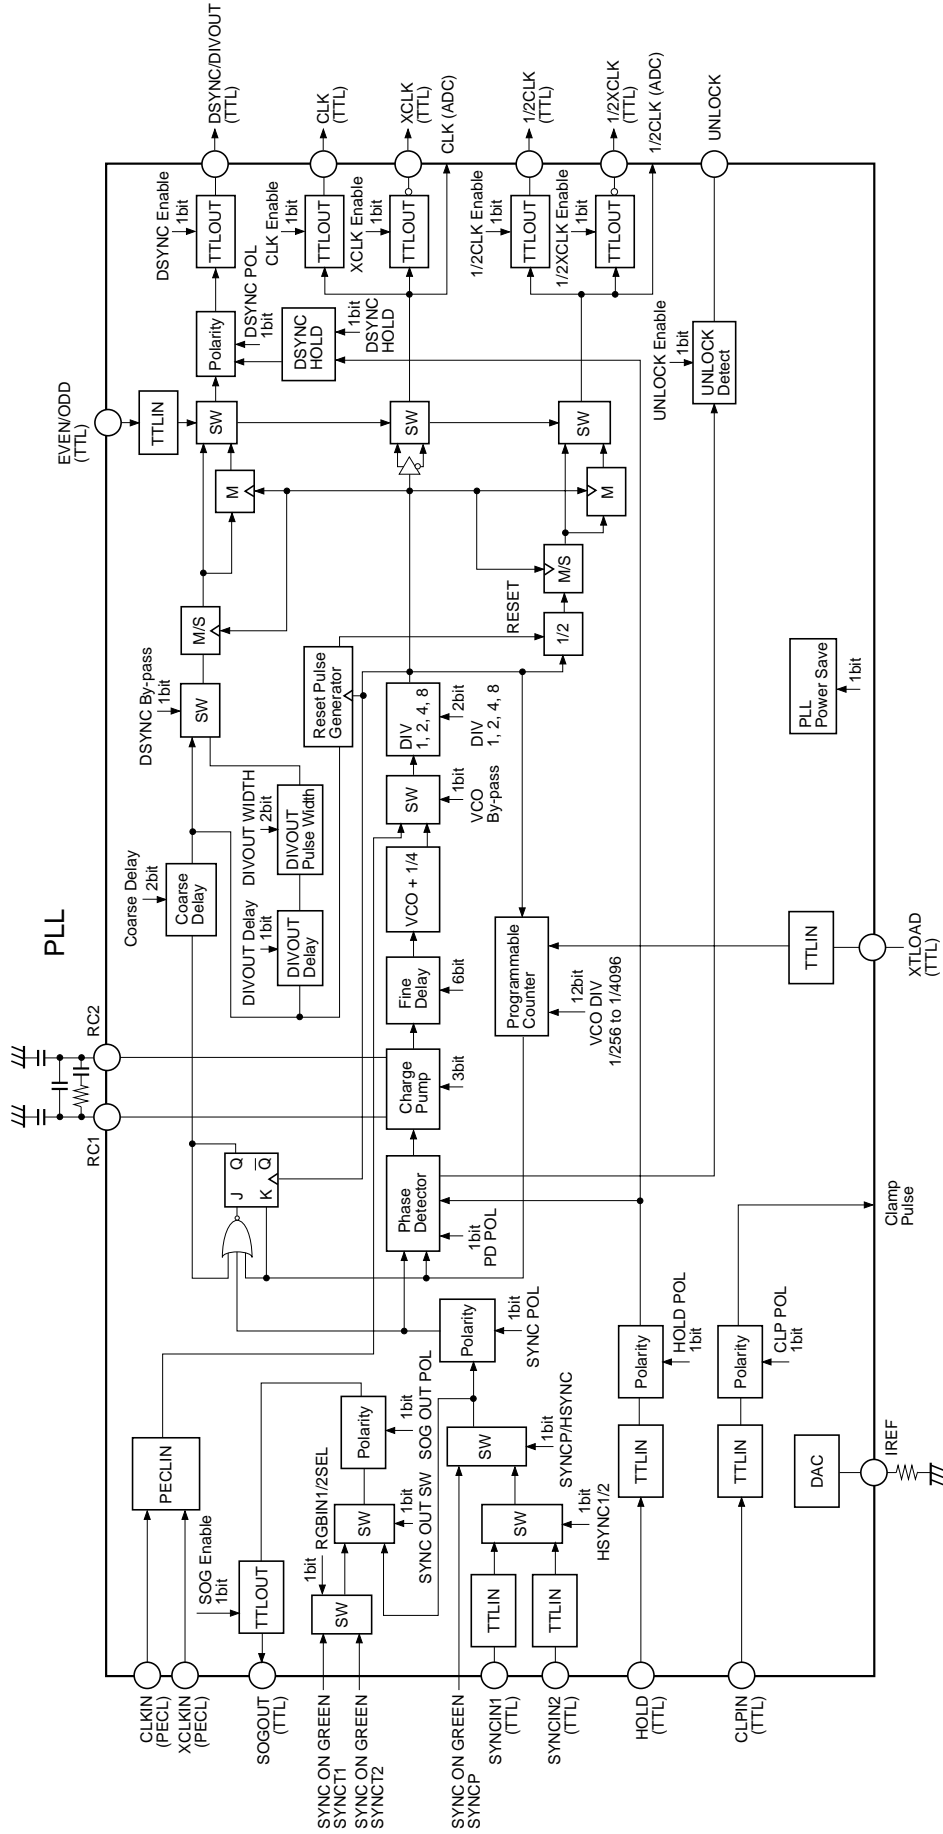 PLL
CLKIN
(PECL)
XCLKIN
(PECL)
PECLIN
SOG Enable
1bit
TTLOUT
SOGOUT
(TTL)
SYNC ON GREEN
SYNCT1
SYNC ON GREEN
SYNCT2
1bit
RGBIN1/2SEL
SW
SW
1bit
SYNC OUT SW
Polarity
1bit
SOG OUT POL
SYNC ON GREEN
SYNCP
SYNCIN1
(TTL)
TTLIN
SYNCIN2
(TTL)
TTLIN
SW
1bit
HSYNC1/2
SW
1bit
SYNCP/HSYNC
Polarity
1bit
SYNC POL
HOLD
(TTL)
TTLIN
Polarity
HOLD POL
1bit
CLPIN
(TTL)
TTLIN
Polarity
CLP POL
1bit
Clamp
Pulse
DAC
IREF
RC1
RC2
J
Q
K
Q
Phase
Detector
1bit
PD POL
Charge
Pump
3bit
Fine
Delay
6bit
VCO + 1/4
SW
1bit
VCO
By-pass
DIV
1, 2, 4, 8
2bit
DIV
1, 2, 4, 8
Coarse Delay
2bit
Coarse
Delay
DIVOUT Delay
1bit
DIVOUT
Delay
DIVOUT WIDTH
2bit
DIVOUT
Pulse Width
DSYNC By-pass
1bit
SW
Reset Pulse
Generator
RESET
M/S
M
1/2
M/S
M
Programmable
Counter
12bit
VCO DIV
1/256 to 1/4096
TTLIN
XTLOAD
(TTL)
PLL
Power Save
1bit
EVEN/ODD
(TTL)
TTLIN
SW
SW
SW
Polarity
DSYNC POL
1bit
DSYNC
HOLD
1bit
DSYNC
HOLD
UNLOCK Enable
1bit
UNLOCK
Detect
DSYNC Enable
1bit
TTLOUT
DSYNC/DIVOUT
(TTL)
CLK Enable
1bit
TTLOUT
CLK
(TTL)
XCLK Enable
1bit
TTLOUT
XCLK
(TTL)
CLK (ADC)
1/2CLK Enable
1bit
TTLOUT
1/2CLK
(TTL)
1/2XCLK Enable
1bit
TTLOUT
1/2XCLK
(TTL)
1/2CLK (ADC)
UNLOCK